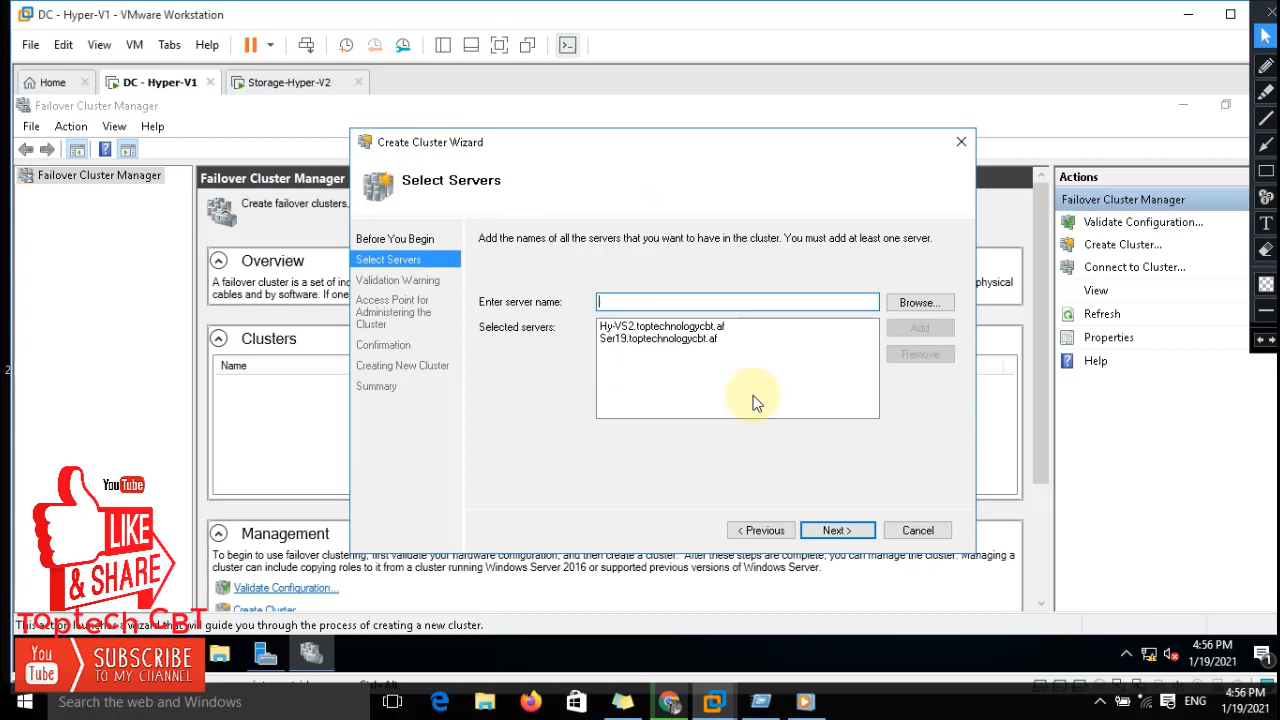 DC - Hyper-V1 - VMware Workstation
File Edit View VM Tabs Help
Home DC - Hyper-V1 Storage-Hyper-V2
Failover Cluster Manager
File Action View Help
Failover Cluster Manager
Failover Cluster Manager
Create failover clusters,
Overview
A failover cluster is a set of
physical
cables and by software. If one
Clusters
Name
Management
To begin to use failover clustering, first validate your hardware configuration, and then create a cluster. After these steps are complete, you can manage the cluster. Managing a
cluster can include copying roles to it from a cluster running Windows Server 2016 or supported previous versions of Windows Server.
Validate Configuration...
Create Cluster...
Create Cluster Wizard
Select Servers
Before You Begin
Select Servers
Validation Warning
Access Point for
Administering the
Cluster
Confirmation
Creating New Cluster
Summary
Add the names of all the servers that you want to have in the cluster. You must add at least one server.
Enter server name:
Browse...
Selected servers:
Hy-VS2.toptechnologycbt.af
Ser19.toptechnologycbt.af
Add
Remove
< Previous Next > Cancel
Actions
Failover Cluster Manager
Validate Configuration...
Create Cluster...
Connect to Cluster...
View
Refresh
Properties
Help
This action launches a wizard that will guide you through the process of creating a new cluster.
You Tube
LIKE
& SHARE
Toptech CBT
You Tube
SUBSCRIBE
TO MY CHANNEL
4:56 PM
1/19/2021
1
Ctrl+Alt.
Search the web and Windows
ENG
4:56 PM
1/19/2021